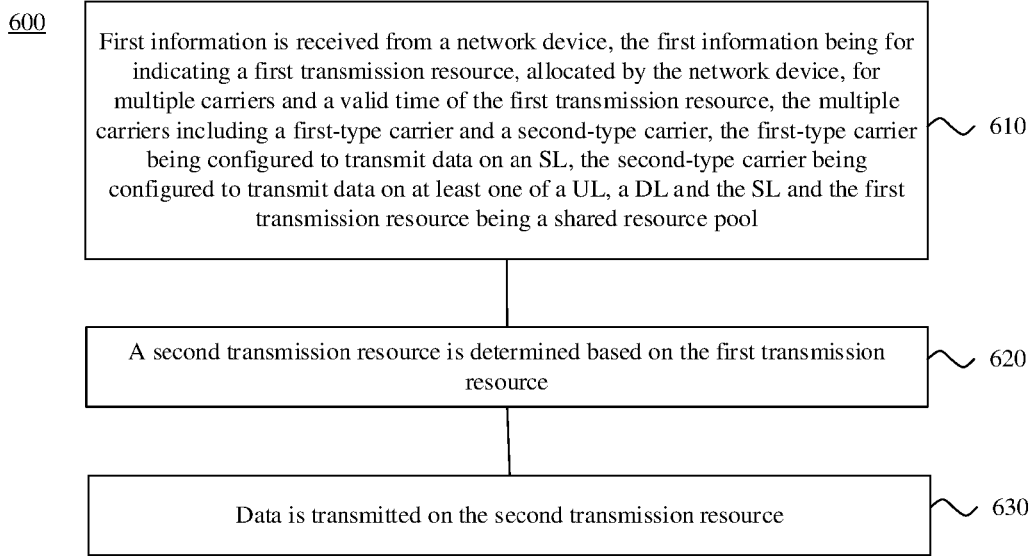 600
First information is received from a network device, the first information being for
indicating a first transmission resource, allocated by the network device, for
multiple carriers and a valid time of the first transmission resource, the multiple
carriers including a first-type carrier and a second-type carrier, the first-type carrier
being configured to transmit data on an SL, the second-type carrier being
configured to transmit data on at least one of a UL, a DL and the SL and the first
transmission resource being a shared resource pool
610
A second transmission resource is determined based on the first transmission
resource
620
Data is transmitted on the second transmission resource
630